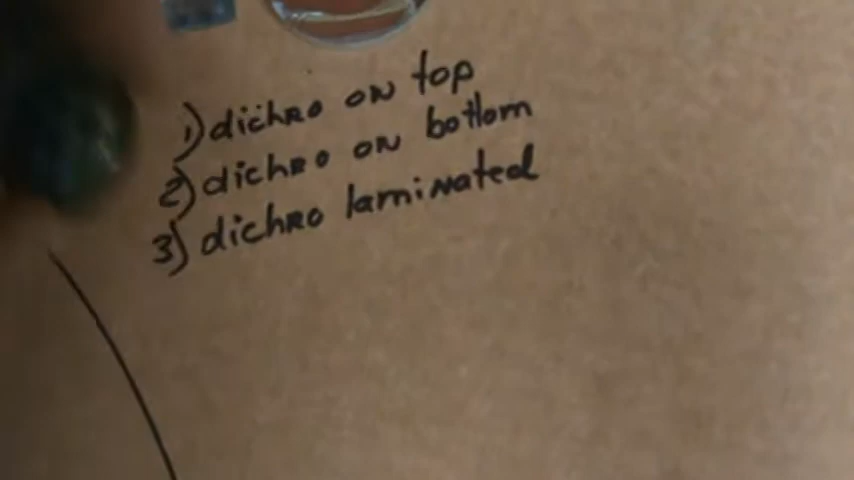 1) dichro on top
2) dichro on bottom
3) dichro laminated